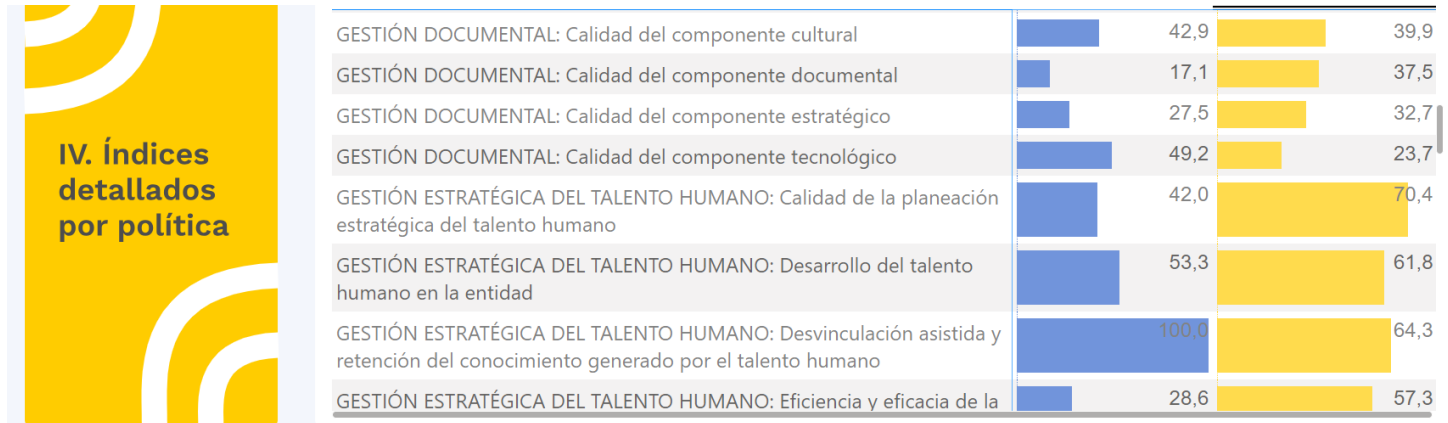 IV. Índices
detallados
por política
GESTIÓN DOCUMENTAL: Calidad del componente cultural 42,9 39,9
GESTIÓN DOCUMENTAL: Calidad del componente documental 17,1 37,5
GESTIÓN DOCUMENTAL: Calidad del componente estratégico 27,5 32,7
GESTIÓN DOCUMENTAL: Calidad del componente tecnológico 49,2 23,7
GESTIÓN ESTRATÉGICA DEL TALENTO HUMANO: Calidad de la planeación 42,0 70,4
estratégica del talento humano
GESTIÓN ESTRATÉGICA DEL TALENTO HUMANO: Desarrollo del talento 53,3 61,8
humano en la entidad
GESTIÓN ESTRATÉGICA DEL TALENTO HUMANO: Desvinculación asistida y 100,0 64,3
retención del conocimiento generado por el talento humano
GESTIÓN ESTRATÉGICA DEL TALENTO HUMANO: Eficiencia y eficacia de la 28,6 57,3